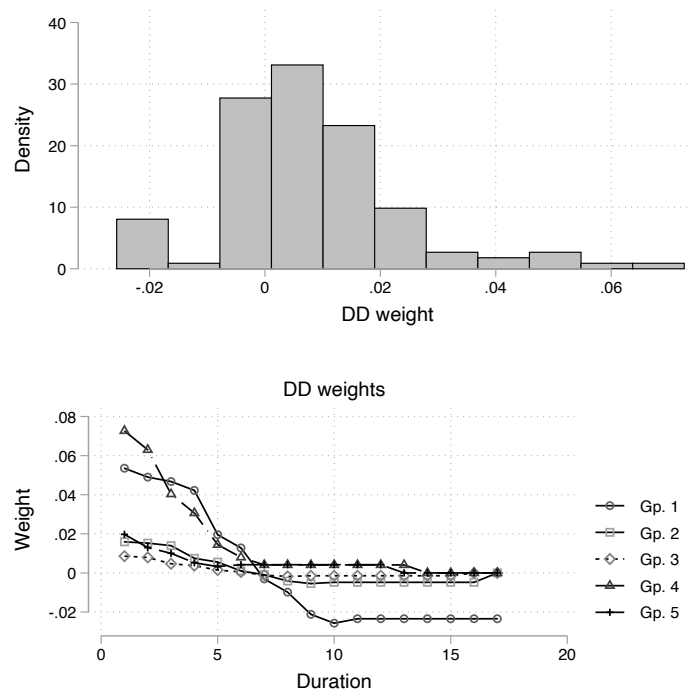 40
30
20
10
0
Density
-.02 0 .02 .04 .06
DD weight
DD weights
.08
.06
.04
.02
0
-.02
Weight
0 5 10 15 20
Duration
Gp. 1
Gp. 2
Gp. 3
Gp. 4
Gp. 5